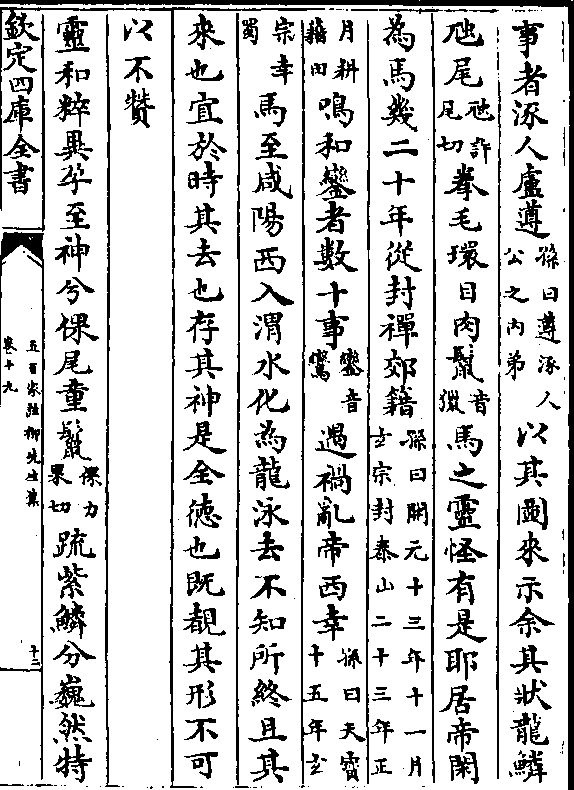 事者涿人盧遵孫曰遵涿人公之内弟以其圖來示余其狀龍鱗
虺尾虺許尾切拳毛環目肉鬛音獵馬之靈怪有是耶居帝閑
為馬幾二十年從封禪郊籍孫曰開元十三年十一月玄宗封泰山二十三年正
月耕籍田鳴和鑾者數十事鑾音鸞遇禍亂帝西幸孫曰天寳十五年玄
宗幸蜀馬至咸陽西入渭水化為龍泳去不知所終且其
來也宜於時其去也存其神是全徳也既覩其形不可
以不賛
靈和粹異孕至神兮倮尾童鬛倮力果切疏紫鱗分巍然特
欽定四庫全書
五百家注柳先生集
卷十九
十三